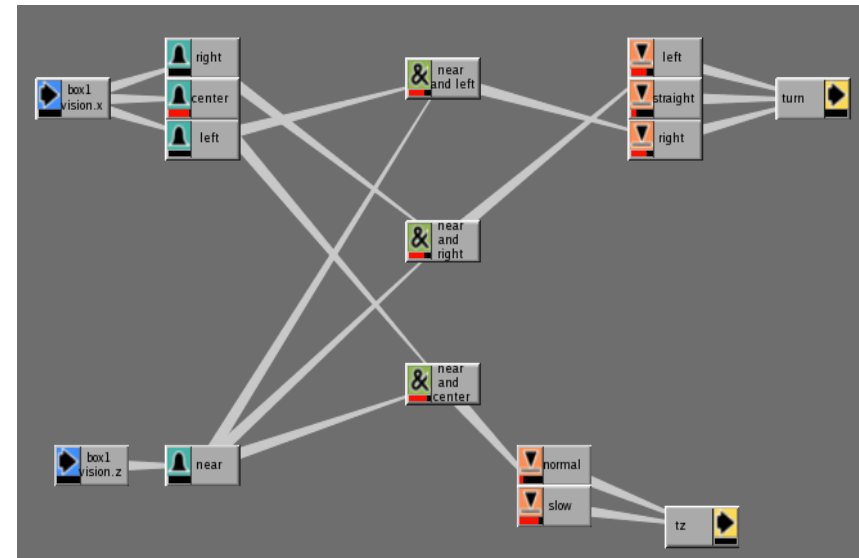 box1
vision.x
right
center
left
near
and left
left
straight
right
turn
near
and
right
near
and
center
box1
vision.z
near
normal
slow
tz